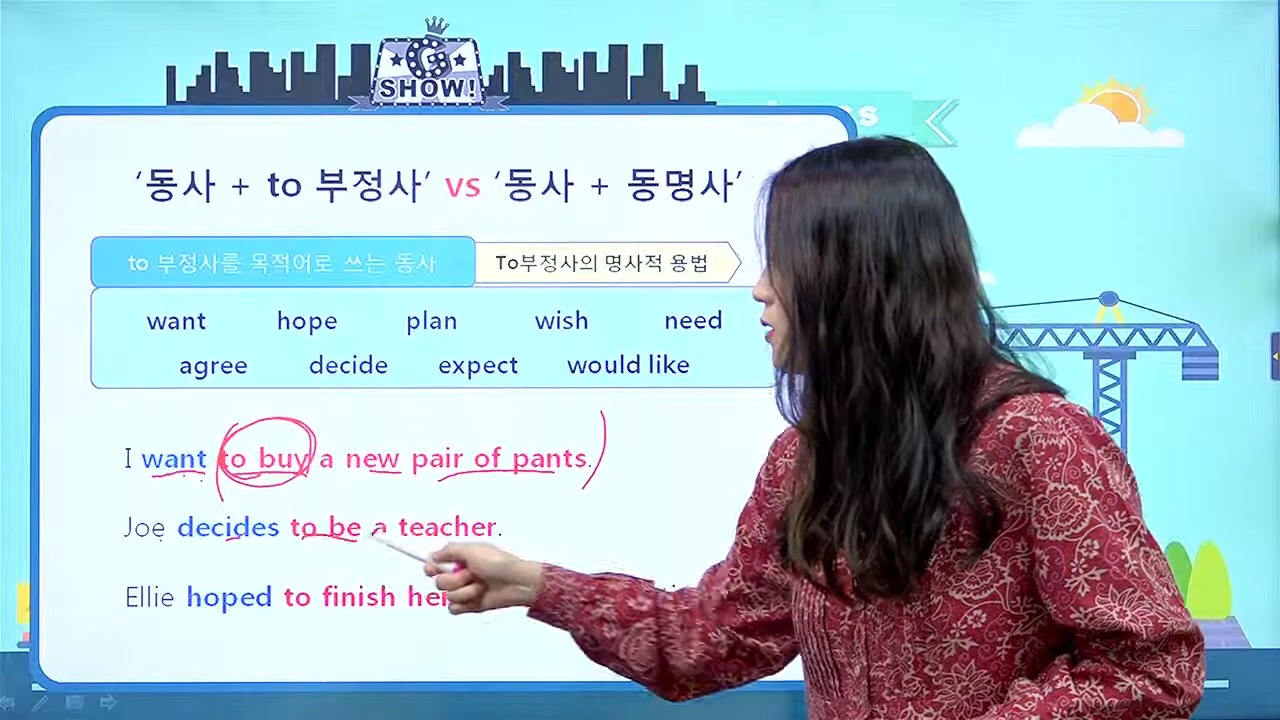 G
SHOW!
s
'동사 + to 부정사' vs '동사 + 동명사'
to 부정사를 목적어로 쓰는 동사
To부정사의 명사적 용법
want hope plan wish need
agree decide expect would like
I want to buy a new pair of pants.
Joe decides to be a teacher.
Ellie hoped to finish her